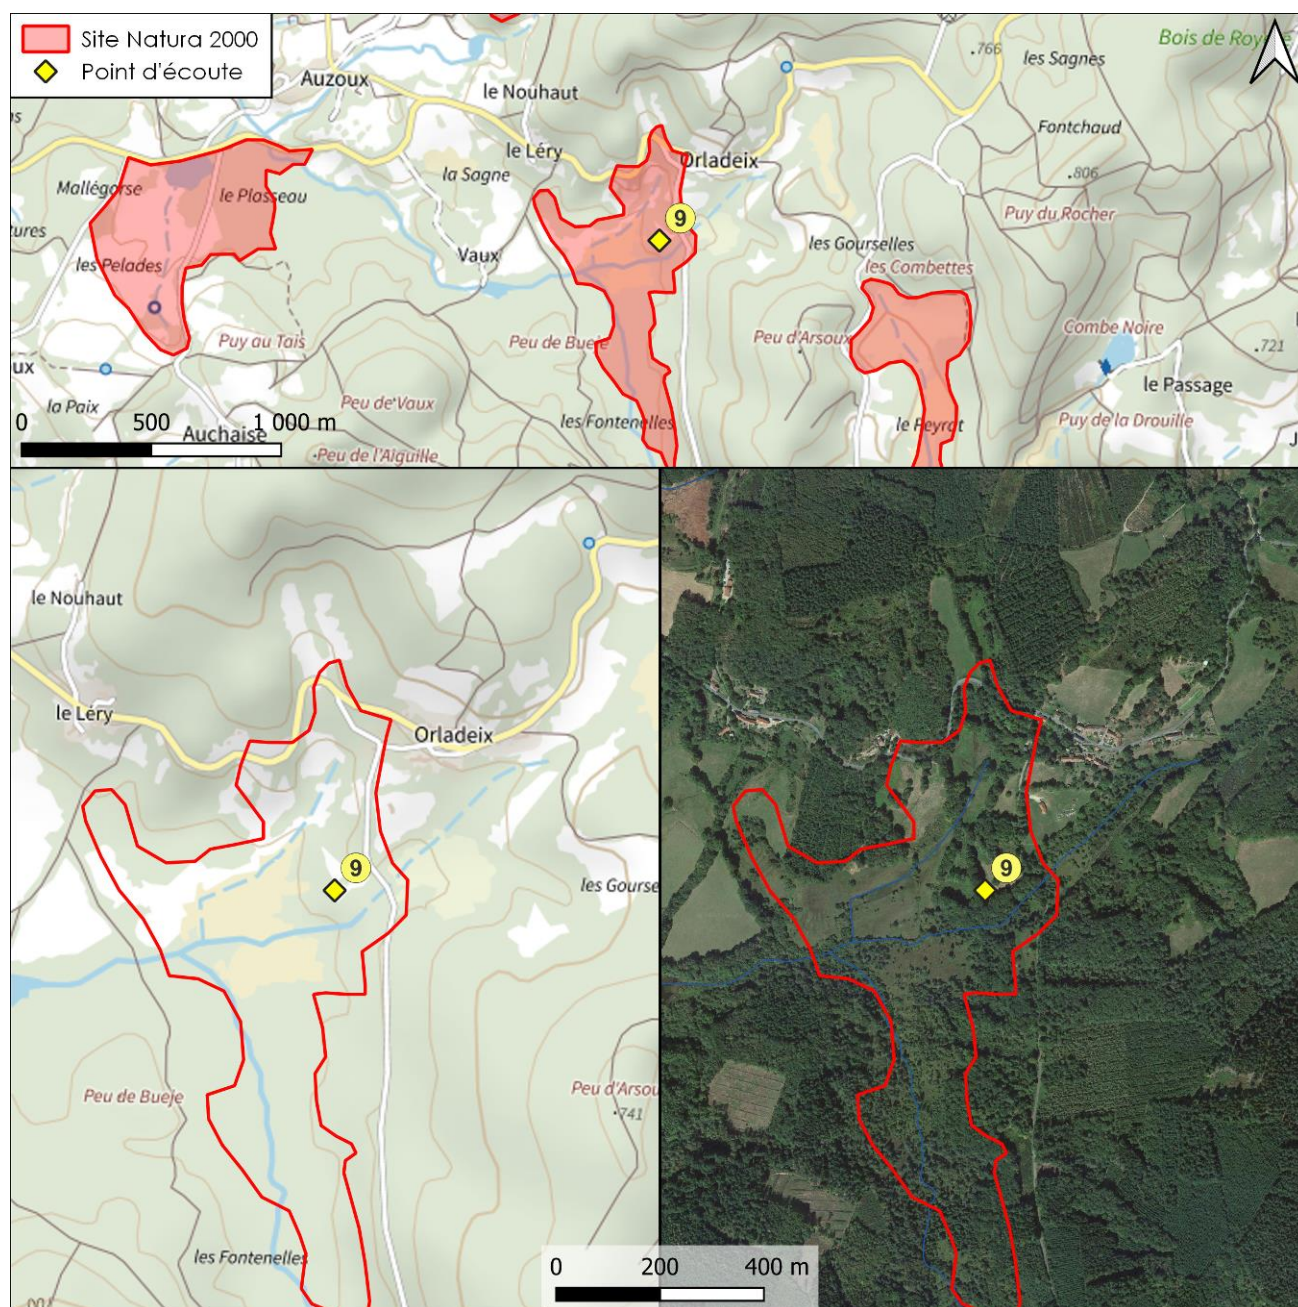 Site Natura 2000
Point d'écoute
766
Bois de
les Sagnes
Auzoux
le Nouhaut
Fontchaud
le Léry
Orladeix
la Sagne
806
Mallégorse
le Plasseau
9
Puy du Rocher
tures
Vaux
les Gourselles
les Pelades
les Combettes
Combe Noire
Puy au Tais
Peu de Bueje
Peu d'Arsoux
721
ux
le Passage
la Paix
Peu de Vaux
0 500 1 000 m
les Fontenelles
le Peyrat
Puy de la Drouille
Auchaise
J
Peu de l'Aiguille
le Nouhaut
le Léry
Orladeix
9
9
les Gourse
Peu de Bueje
Peu d'Arsou
741
les Fontenelles
0 200 400 m